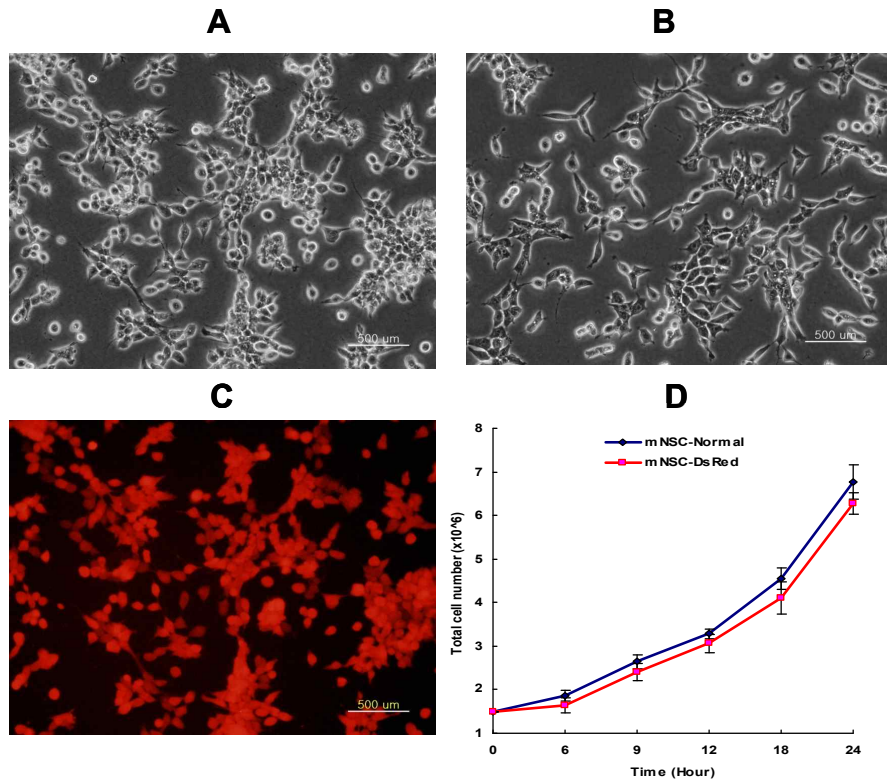 A
B
500 um
500 um
C
D
500 um
8
7
6
5
4
3
2
1
Total cell number (x10^6)
mNSC-Normal
mNSC-DsRed
0
6
9
12
18
24
Time (Hour)